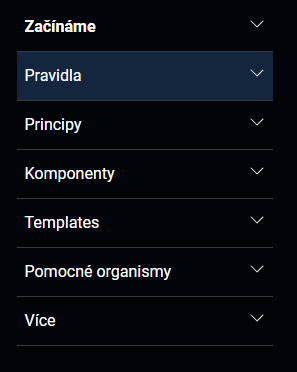 Začínáme
Pravidla
Principy
Komponenty
Templates
Pomocné organismy
Více